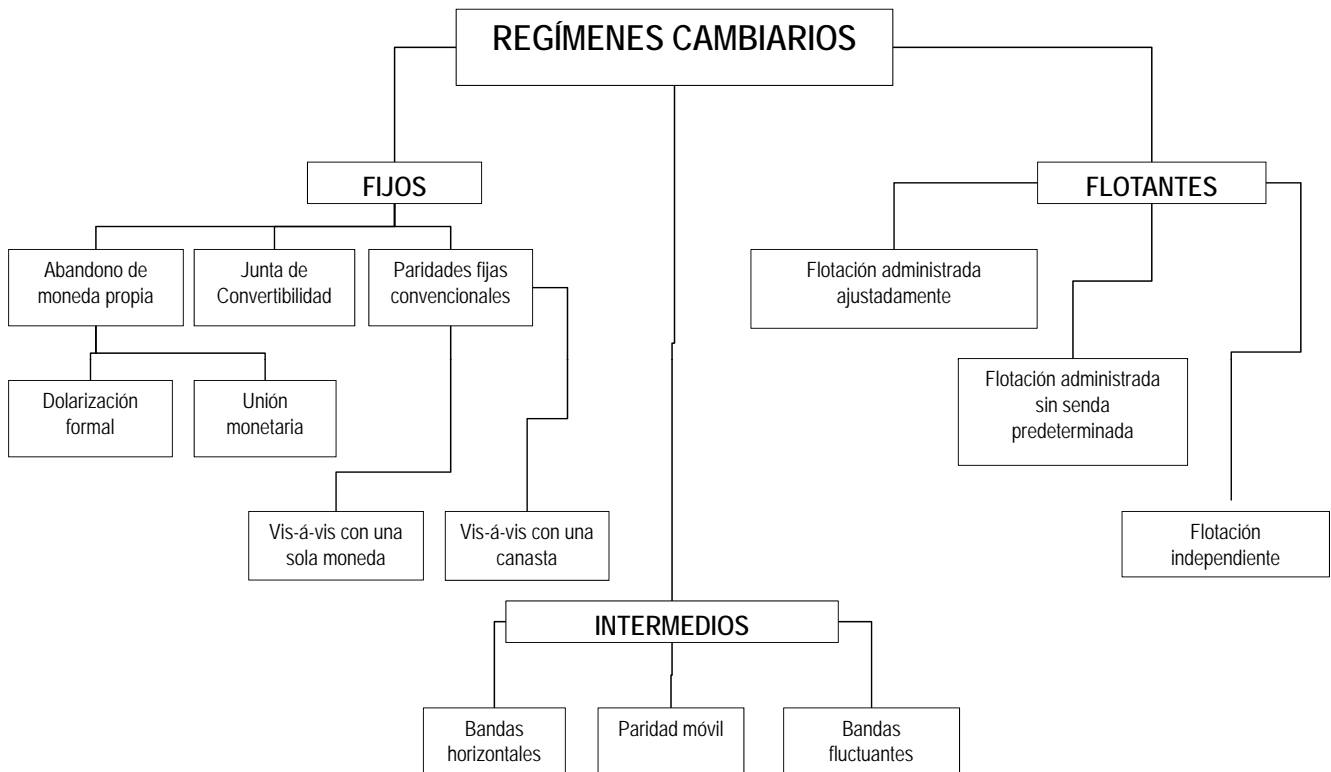 REGÍMENES CAMBIARIOS
FIJOS
FLOTANTES
Abandono de
moneda propia
Junta de
Convertibilidad
Paridades fijas
convencionales
Flotación administrada
ajustadamente
Dolarización
formal
Unión
monetaria
Flotación administrada
sin senda
predeterminada
Vis-á-vis con una
sola moneda
Vis-á-vis con una
canasta
Flotación
independiente
INTERMEDIOS
Bandas
horizontales
Paridad móvil
Bandas
fluctuantes